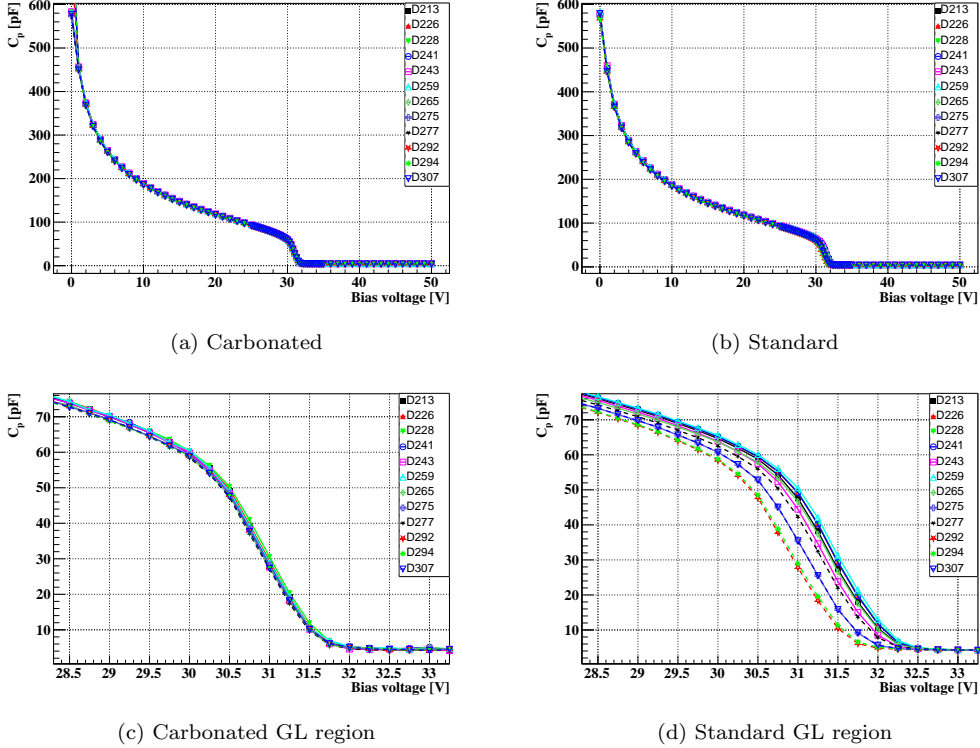 C_p [pF]
600
500
400
300
200
100
0
D213
D226
D228
D241
D243
D259
D265
D275
D277
D292
D294
D307
0 10 20 30 40 50
Bias voltage [V]
(a) Carbonated
C_p [pF]
600
500
400
300
200
100
0
D213
D226
D228
D241
D243
D259
D265
D275
D277
D292
D294
D307
0 10 20 30 40 50
Bias voltage [V]
(b) Standard
C_p [pF]
70
60
50
40
30
20
10
D213
D226
D228
D241
D243
D259
D265
D275
D277
D292
D294
D307
28.5 29 29.5 30 30.5 31 31.5 32 32.5 33
Bias voltage [V]
(c) Carbonated GL region
C_p [pF]
70
60
50
40
30
20
10
D213
D226
D228
D241
D243
D259
D265
D275
D277
D292
D294
D307
28.5 29 29.5 30 30.5 31 31.5 32 32.5 33
Bias voltage [V]
(d) Standard GL region